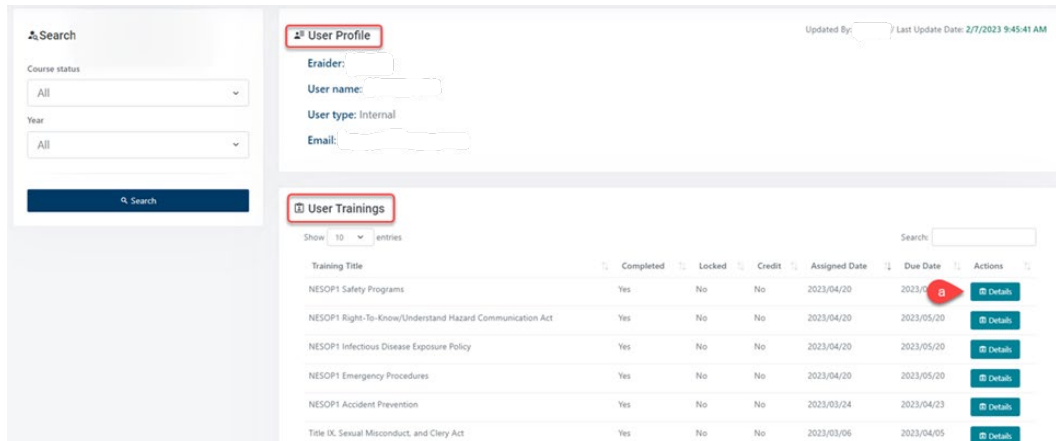 Search
Course status
All
Year
All
Search
User Profile
Updated By: / Last Update Date: 2/7/2023 9:45:41 AM
Eraider:
User name:
User type: Internal
Email:
User Trainings
Show 10 entries
Search:
Training Title Completed Locked Credit Assigned Date Due Date Actions
NESOP1 Safety Programs Yes No No 2023/04/20 2023/0 a Details
NESOP1 Right-To-Know/Understand Hazard Communication Act Yes No No 2023/04/20 2023/05/20 Details
NESOP1 Infectious Disease Exposure Policy Yes No No 2023/04/20 2023/05/20 Details
NESOP1 Emergency Procedures Yes No No 2023/04/20 2023/05/20 Details
NESOP1 Accident Prevention Yes No No 2023/03/24 2023/04/23 Details
Title IX, Sexual Misconduct, and Clery Act Yes No No 2023/03/06 2023/04/05 Details